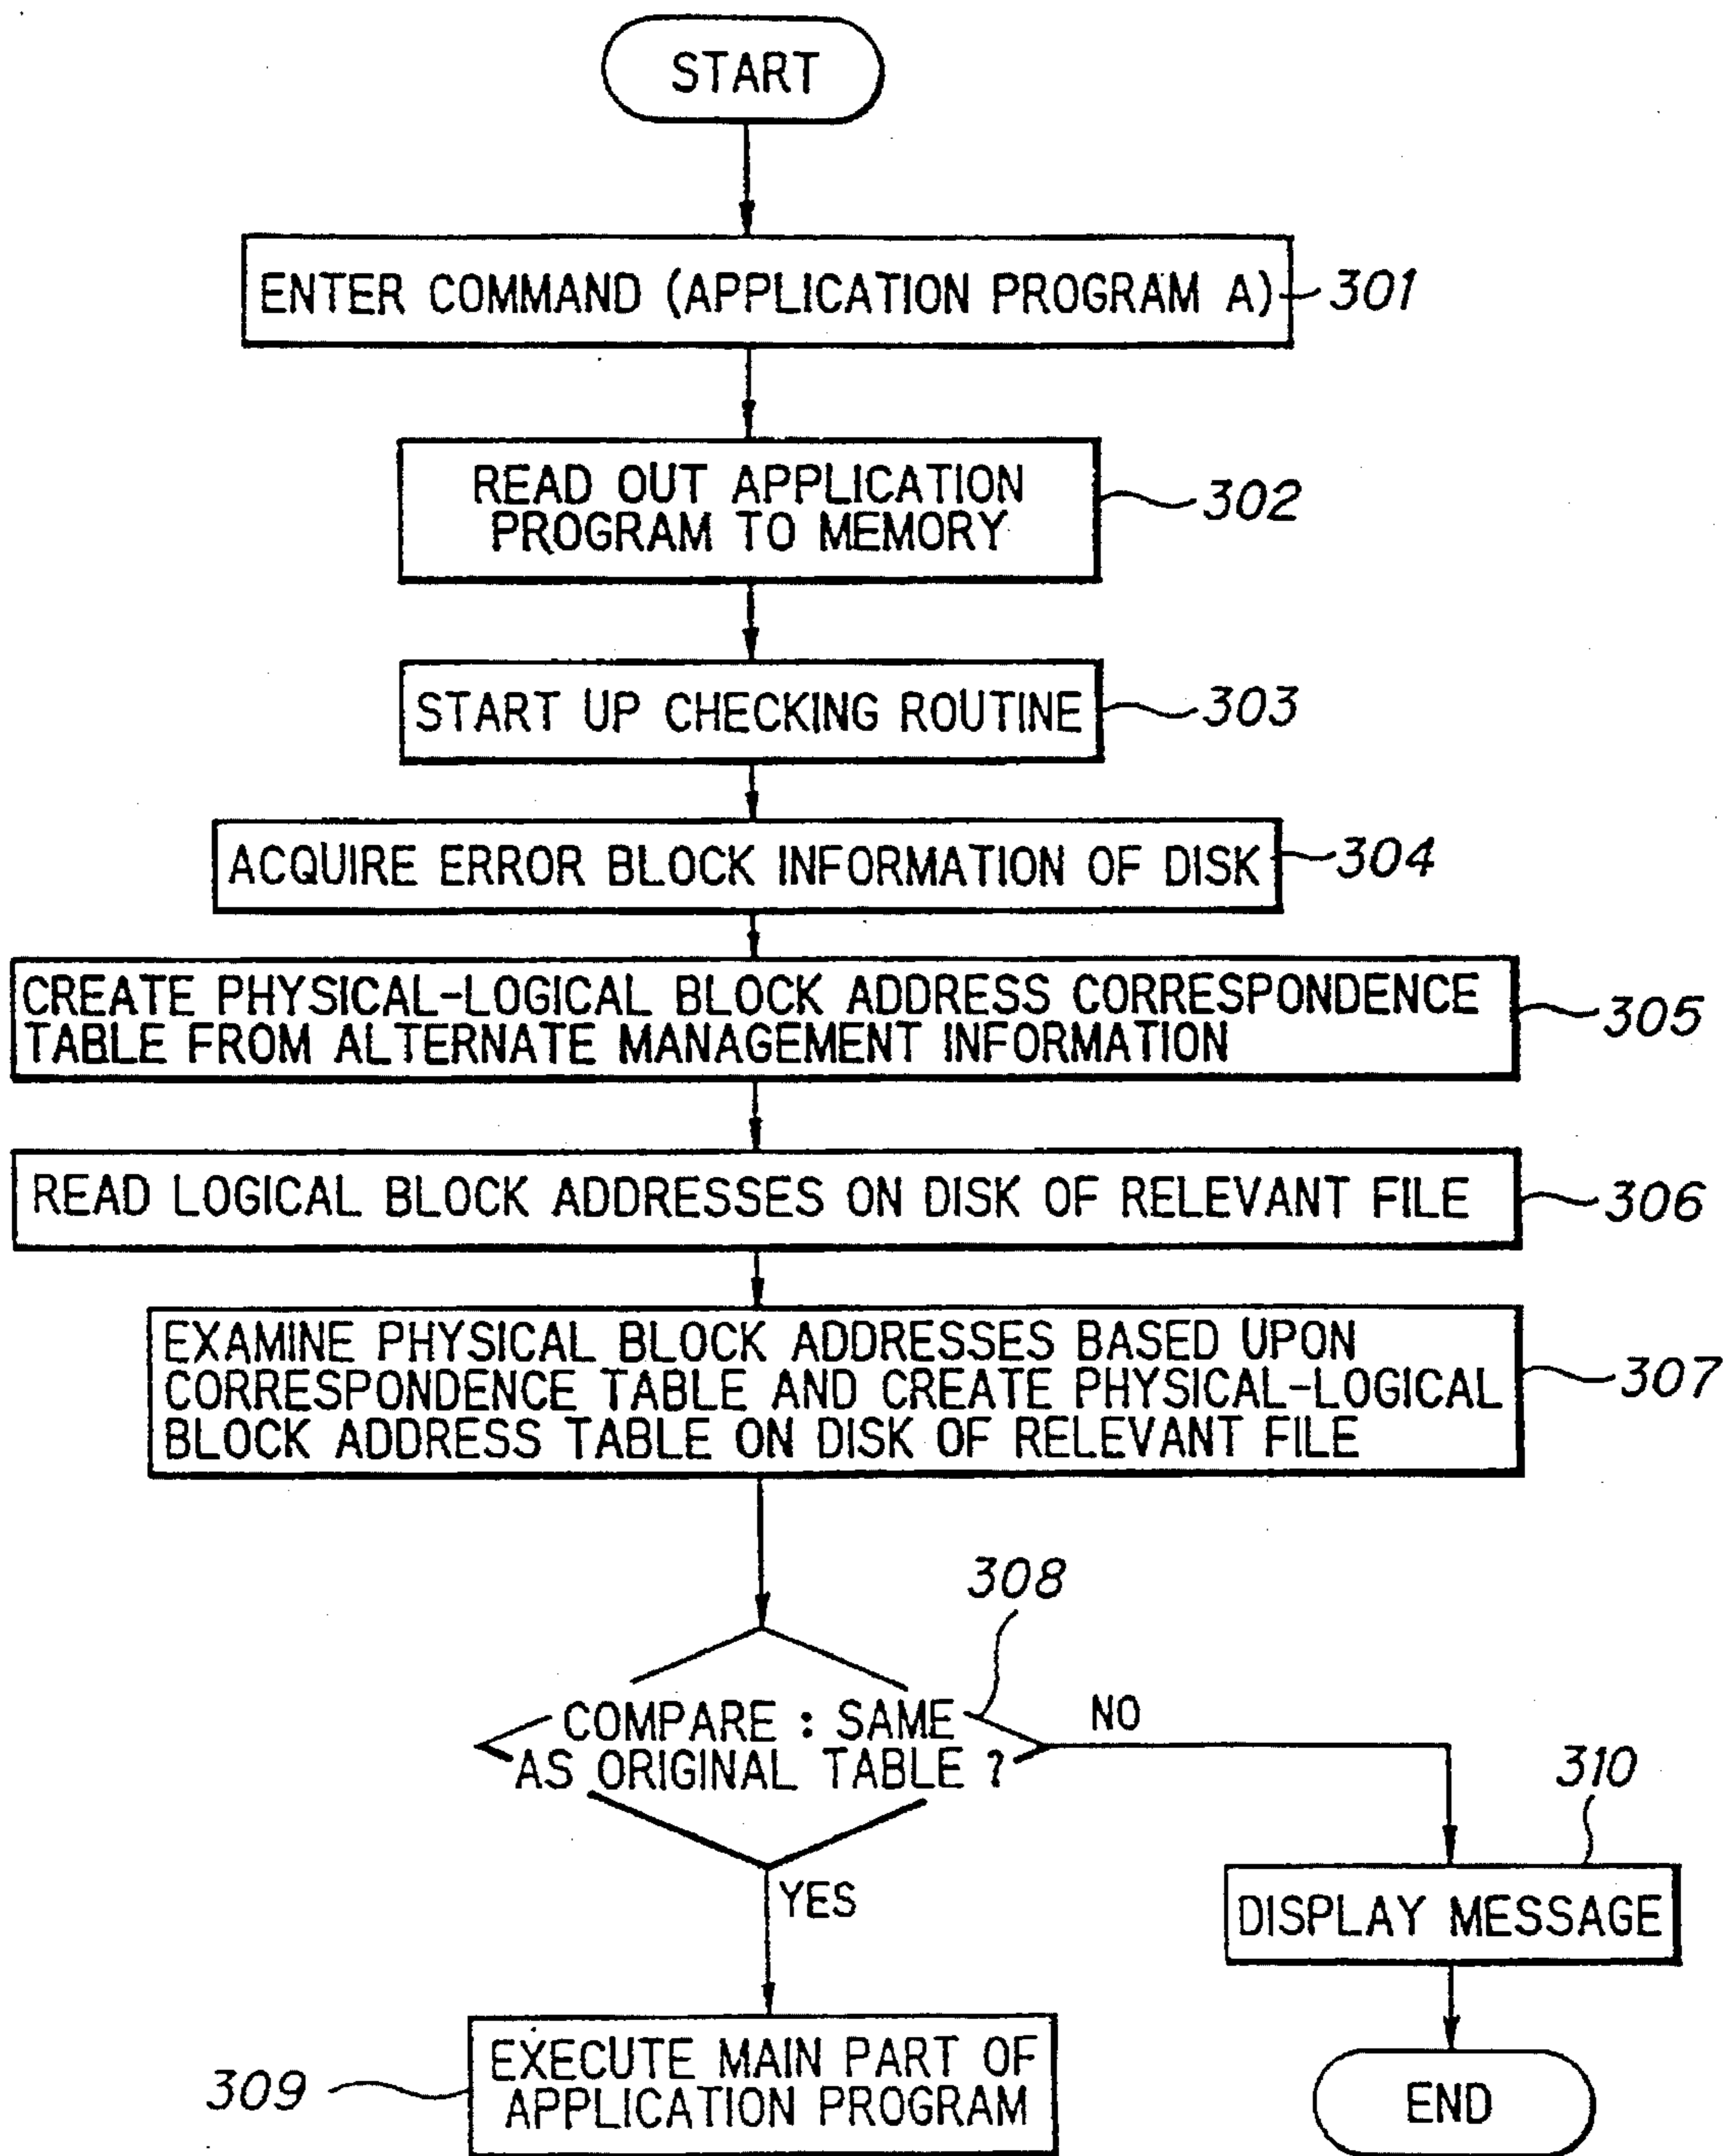 START
ENTER COMMAND (APPLICATION PROGRAM A)
301
READ OUT APPLICATION
PROGRAM TO MEMORY
302
START UP CHECKING ROUTINE
303
ACQUIRE ERROR BLOCK INFORMATION OF DISK
304
CREATE PHYSICAL-LOGICAL BLOCK ADDRESS CORRESPONDENCE
TABLE FROM ALTERNATE MANAGEMENT INFORMATION
305
READ LOGICAL BLOCK ADDRESSES ON DISK OF RELEVANT FILE
306
EXAMINE PHYSICAL BLOCK ADDRESSES BASED UPON
CORRESPONDENCE TABLE AND CREATE PHYSICAL-LOGICAL
BLOCK ADDRESS TABLE ON DISK OF RELEVANT FILE
307
308
COMPARE : SAME
AS ORIGINAL TABLE ?
NO
YES
310
DISPLAY MESSAGE
309
EXECUTE MAIN PART OF
APPLICATION PROGRAM
END